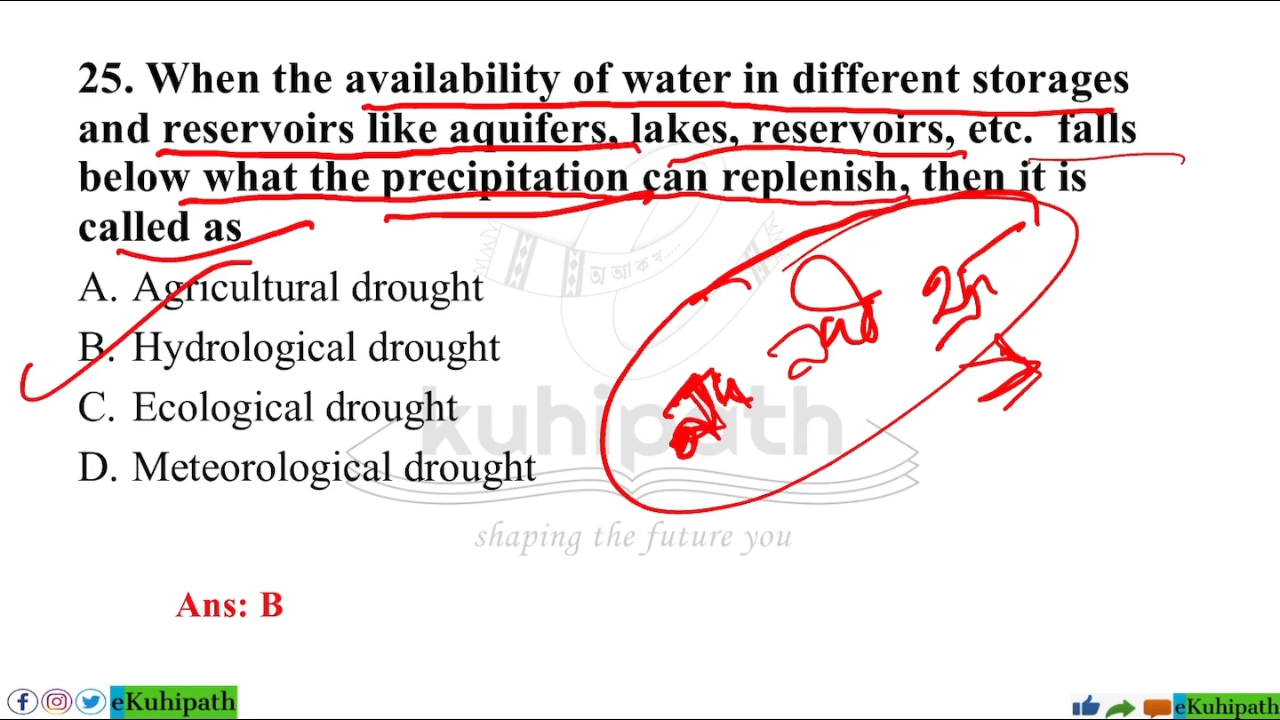 25. When the availability of water in different storages
and reservoirs like aquifers, lakes, reservoirs, etc. falls
below what the precipitation can replenish, then it is
called as
A. Agricultural drought
B. Hydrological drought
C. Ecological drought
D. Meteorological drought
অ আ ক খ.....
kuhipath
shaping the future you
Ans: B
eKuhipath
eKuhipath